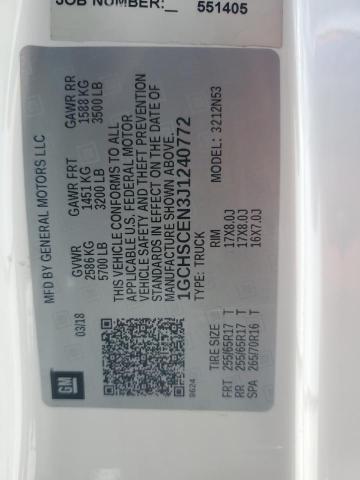 JOB NUMBER: 551405
MFD BY GENERAL MOTORS LLC
03/18
GVWR GAWR FRT GAWR RR
2586 KG 1451 KG 1588 KG
5700 LB 3200 LB 3500 LB
THIS VEHICLE CONFORMS TO ALL
APPLICABLE U.S. FEDERAL MOTOR
VEHICLE SAFETY AND THEFT PREVENTION
STANDARDS IN EFFECT ON THE DATE OF
MANUFACTURE SHOWN ABOVE.
1GCHSCEN3J1240772
TYPE: TRUCK 3212N53
GM
9624
TIRE SIZE RIM
FRT 255/65R17 T 17X8.0J
RR 255/65R17 T 17X8.0J
SPA 265/70R16 T 16X7.0J